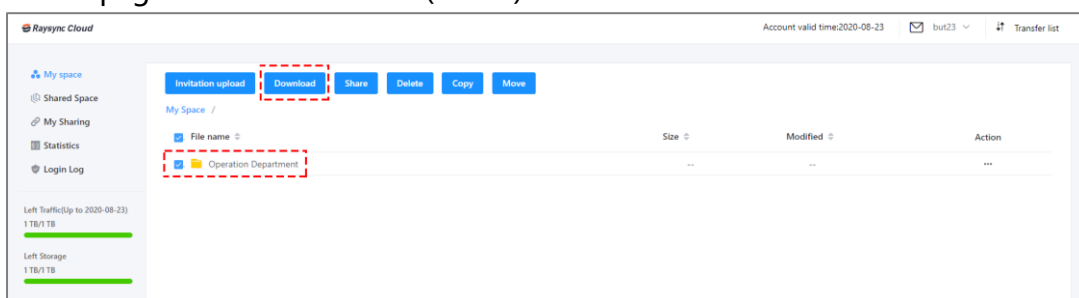 Raysync Cloud
Account valid time:2020-08-23
but23
Transfer list
My space
Shared Space
My Sharing
Statistics
Login Log
Left Traffic(Up to 2020-08-23)
1 TB/1 TB
Left Storage
1 TB/1 TB
Invitation upload Download Share Delete Copy Move
My Space /
File name Size Modified Action
Operation Department -- -- ...